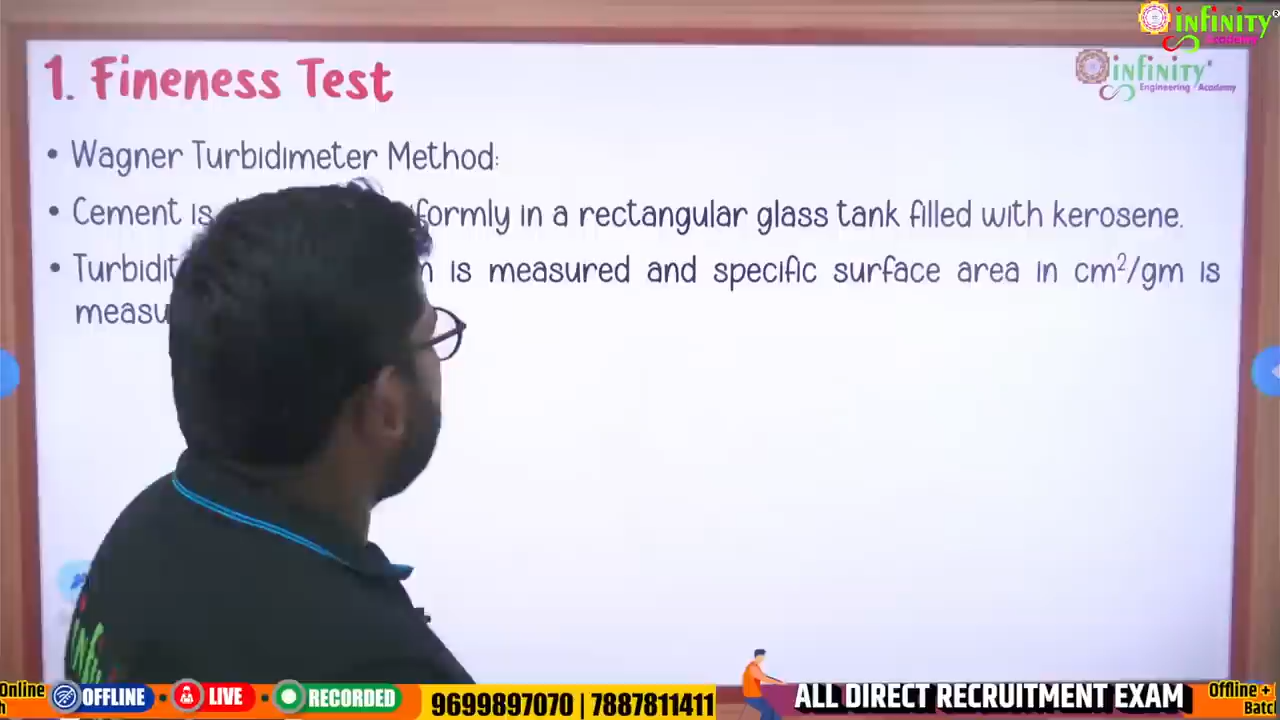 infinity
Academy
1. Fineness Test
infinity
Engineering Academy
• Wagner Turbidimeter Method:
• Cement is formly in a rectangular glass tank filled with kerosene.
• Turbidit is measured and specific surface area in cm²/gm is
measu
Online OFFLINE • LIVE • RECORDED 9699897070 | 7887811411 ALL DIRECT RECRUITMENT EXAM Offline +
Batc